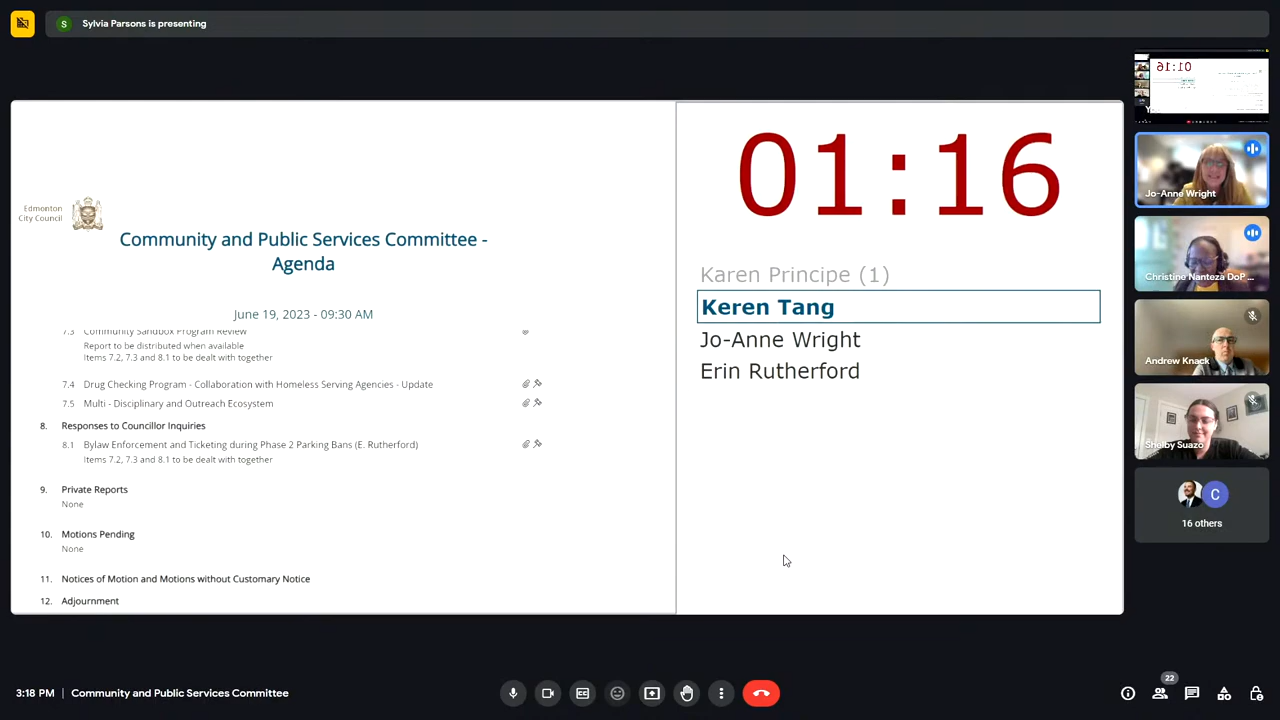 Sylvia Parsons is presenting
Edmonton
City Council
Community and Public Services Committee -
Agenda
June 19, 2023 - 09:30 AM
7.3 Community Sandbox Program Review
Report to be distributed when available
Items 7.2, 7.3 and 8.1 to be dealt with together
7.4 Drug Checking Program - Collaboration with Homeless Serving Agencies - Update
7.5 Multi - Disciplinary and Outreach Ecosystem
8. Responses to Councillor Inquiries
8.1 Bylaw Enforcement and Ticketing during Phase 2 Parking Bans (E. Rutherford)
Items 7.2, 7.3 and 8.1 to be dealt with together
9. Private Reports
None
10. Motions Pending
None
11. Notices of Motion and Motions without Customary Notice
12. Adjournment
01:16
Karen Principe (1)
Keren Tang
Jo-Anne Wright
Erin Rutherford
Jo-Anne Wright
Christine Nanteza DoP ...
Andrew Knack
Shelby Suazo
C
16 others
3:18 PM | Community and Public Services Committee
22